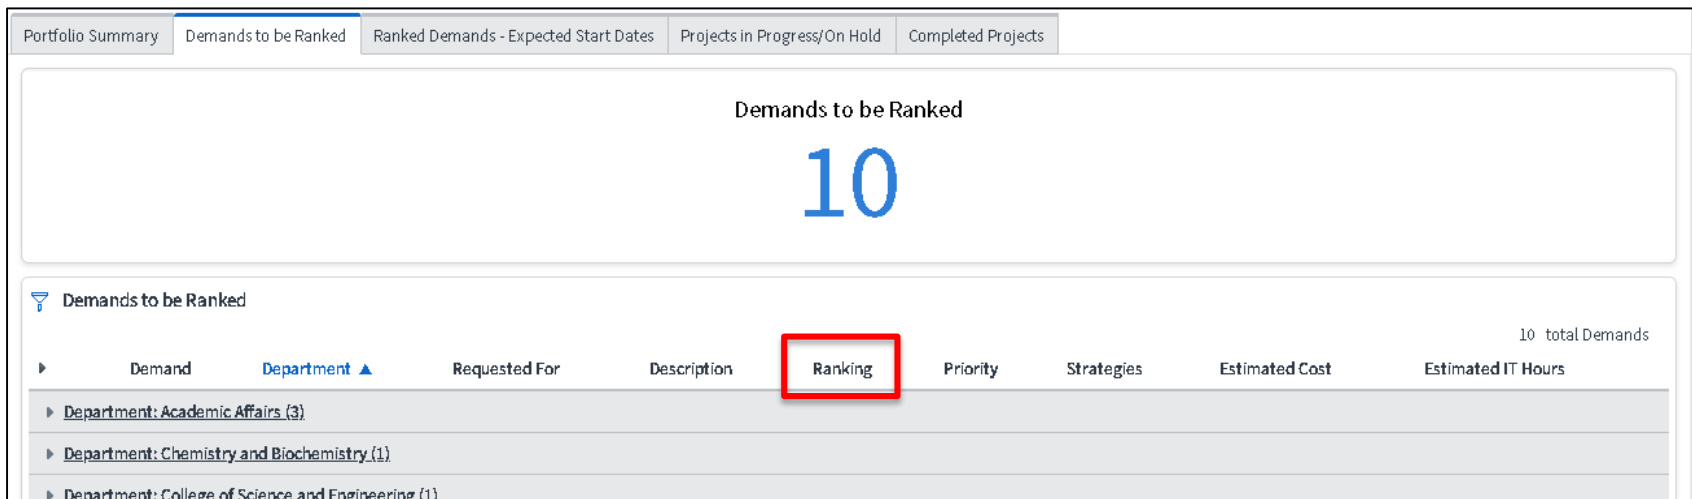 Portfolio Summary Demands to be Ranked Ranked Demands - Expected Start Dates Projects in Progress/On Hold Completed Projects
Demands to be Ranked
10
Demands to be Ranked
10 total Demands
Demand Department ▲ Requested For Description Ranking Priority Strategies Estimated Cost Estimated IT Hours
Department: Academic Affairs (3)
Department: Chemistry and Biochemistry (1)
Department: College of Science and Engineering (1)